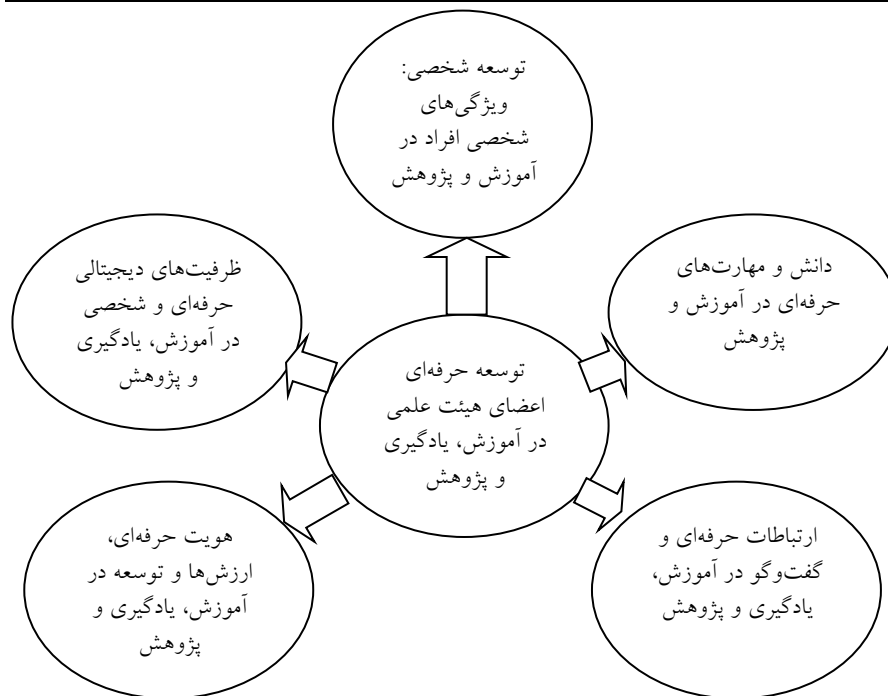 توسعه شخصی:
ویژگی‌های
شخصی افراد در
آموزش و پژوهش
دانش و مهارت‌های
حرفه‌ای در آموزش و
پژوهش
ظرفیت‌های دیجیتالی
حرفه‌ای و شخصی
در آموزش، یادگیری
و پژوهش
توسعه حرفه‌ای
اعضای هیئت علمی
در آموزش، یادگیری
و پژوهش
ارتباطات حرفه‌ای و
گفت‌وگو در آموزش،
یادگیری و پژوهش
هویت حرفه‌ای،
ارزش‌ها و توسعه در
آموزش، یادگیری و
پژوهش